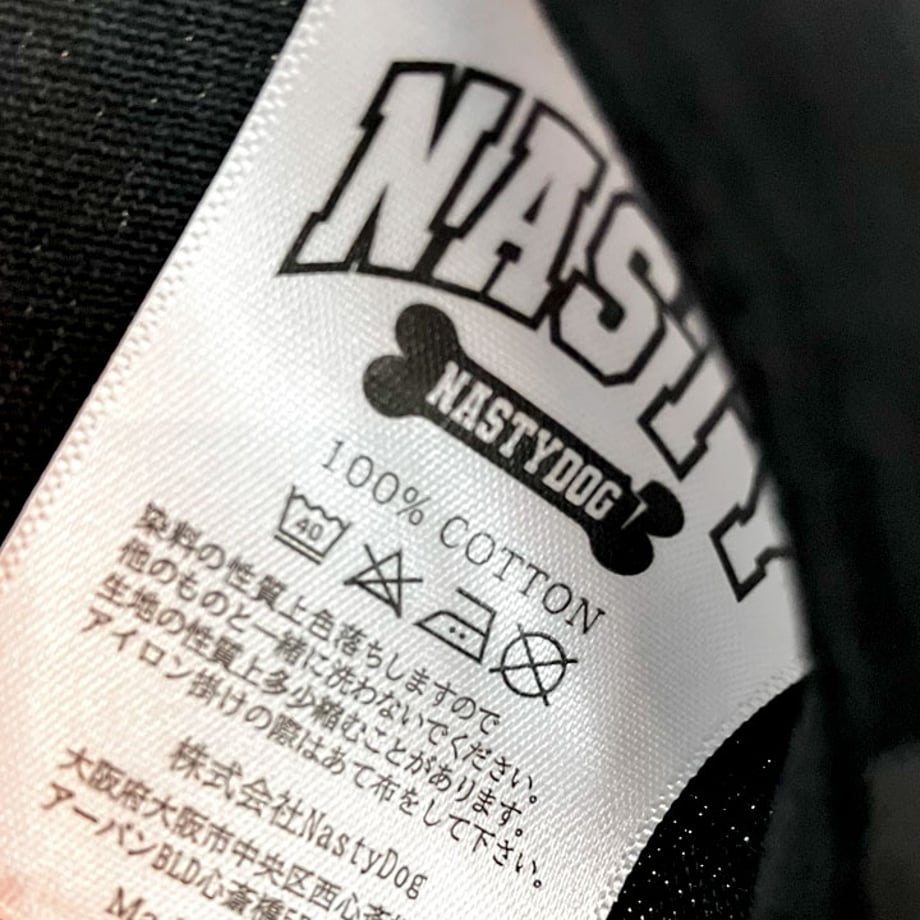 NASTY
NASTYDOG
100% COTTON
40
染料の性質上色落ちしますので
他のものと一緒に洗わないでください。
生地の性質上多少縮むことがあります。
アイロン掛けの際はあて布をして下さい。
株式会社NastyDog
大阪府大阪市中央区西心斎
アーバンBLD心斎橋5F